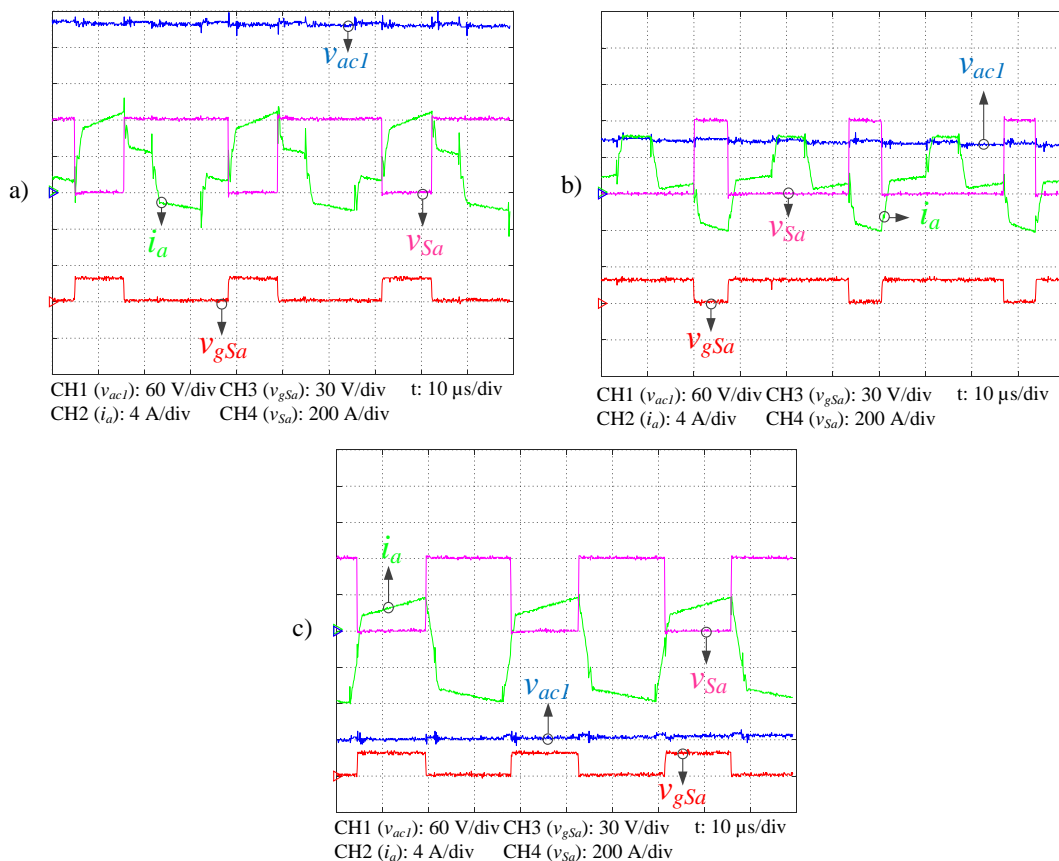 v_ac1
a)
i_a
v_Sa
v_gSa
CH1 (v_ac1): 60 V/div CH3 (v_gSa): 30 V/div t: 10 µs/div
CH2 (i_a): 4 A/div CH4 (v_Sa): 200 A/div
v_ac1
b)
v_Sa
i_a
v_gSa
CH1 (v_ac1): 60 V/div CH3 (v_gSa): 30 V/div t: 10 µs/div
CH2 (i_a): 4 A/div CH4 (v_Sa): 200 A/div
i_a
c)
v_Sa
v_ac1
v_gSa
CH1 (v_ac1): 60 V/div CH3 (v_gSa): 30 V/div t: 10 µs/div
CH2 (i_a): 4 A/div CH4 (v_Sa): 200 A/div